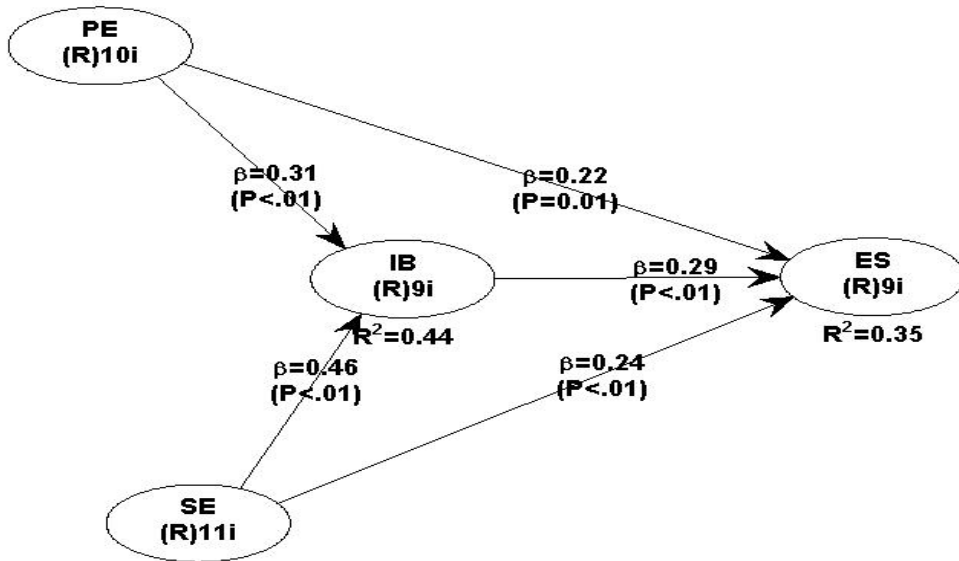 PE
(R)10i
β=0.31
(P<.01)
β=0.22
(P=0.01)
IB
(R)9i
R²=0.44
β=0.29
(P<.01)
ES
(R)9i
R²=0.35
β=0.46
(P<.01)
β=0.24
(P<.01)
SE
(R)11i